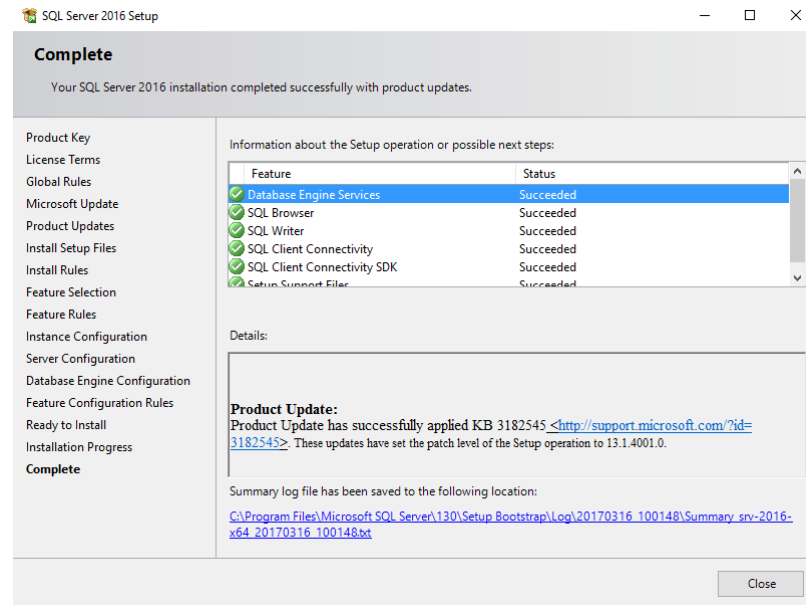 SQL Server 2016 Setup
Complete
Your SQL Server 2016 installation completed successfully with product updates.
Product Key
License Terms
Global Rules
Microsoft Update
Product Updates
Install Setup Files
Install Rules
Feature Selection
Feature Rules
Instance Configuration
Server Configuration
Database Engine Configuration
Feature Configuration Rules
Ready to Install
Installation Progress
Complete
Information about the Setup operation or possible next steps:
Feature Status
Database Engine Services Succeeded
SQL Browser Succeeded
SQL Writer Succeeded
SQL Client Connectivity Succeeded
SQL Client Connectivity SDK Succeeded
Setup Support Files Succeeded
Details:
Product Update:
Product Update has successfully applied KB 3182545 <http://support.microsoft.com/?id=
3182545>. These updates have set the patch level of the Setup operation to 13.1.4001.0.
Summary log file has been saved to the following location:
C:\Program Files\Microsoft SQL Server\130\Setup Bootstrap\Log\20170316_100148\Summary_srv-2016-
x64_20170316_100148.txt
Close